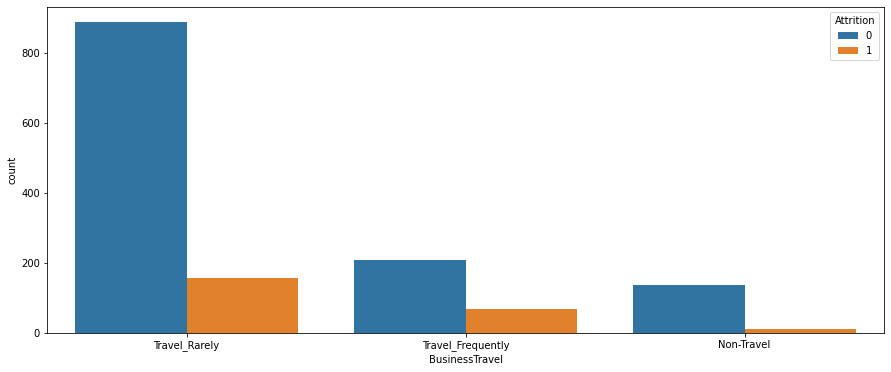 Attrition
0
1
800
600
400
200
0
count
Travel_Rarely
Travel_Frequently
Non-Travel
BusinessTravel